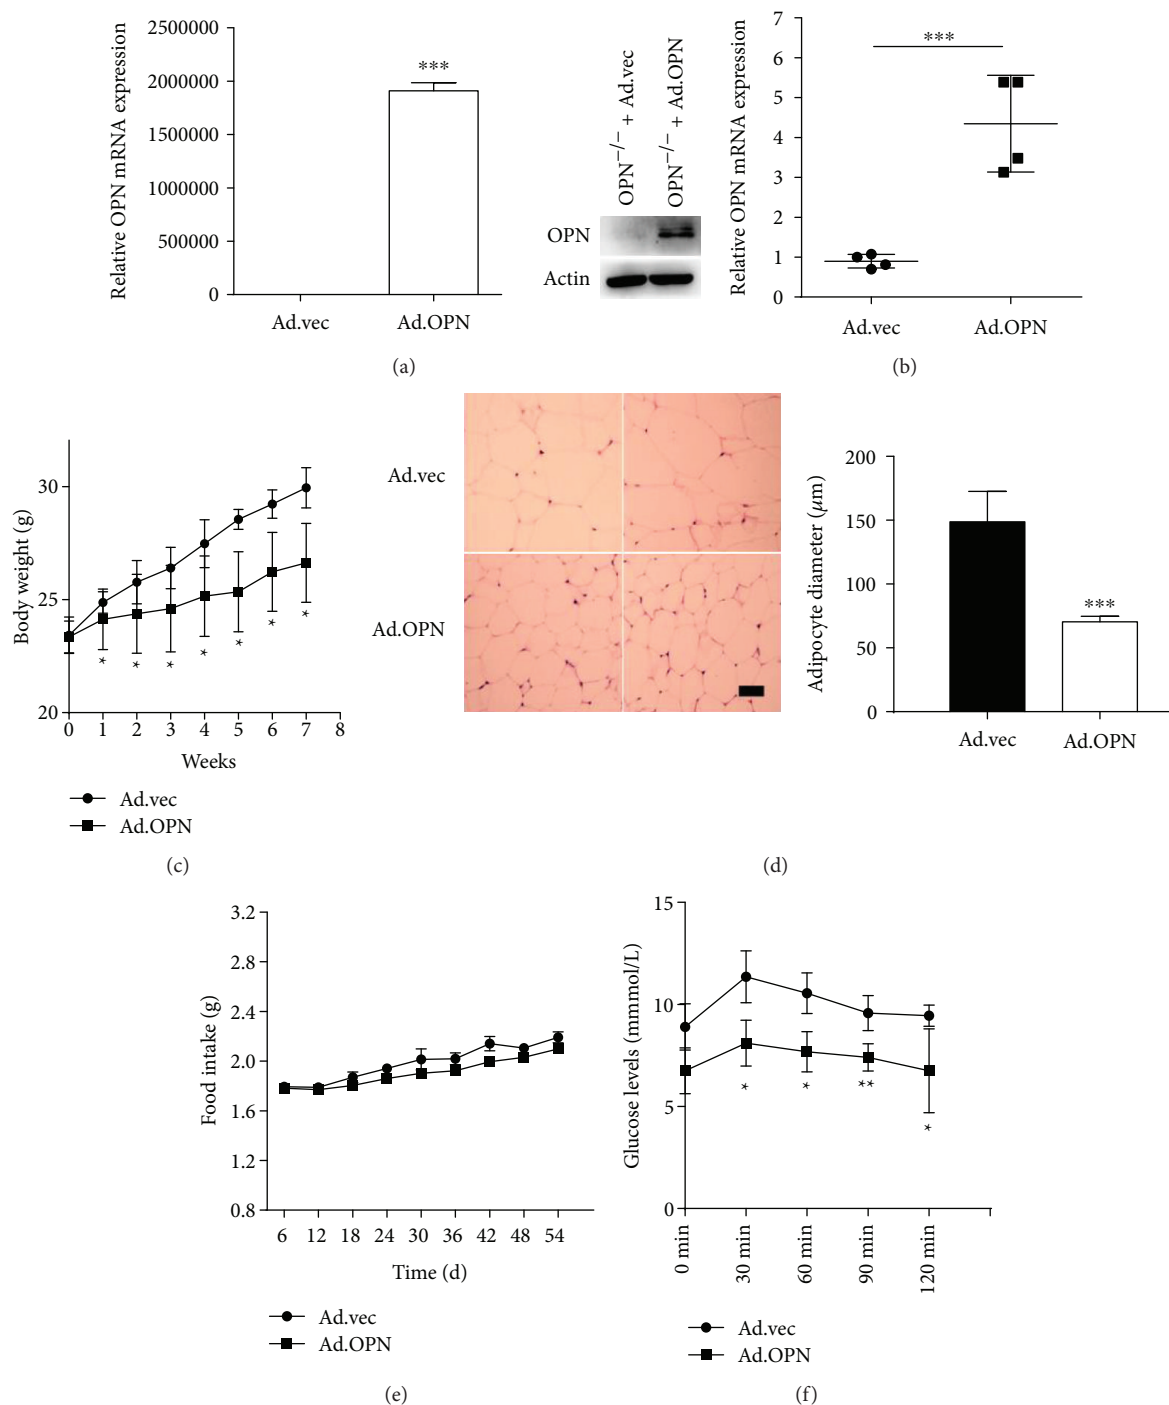 Relative OPN mRNA expression
2500000
2000000
1500000
1000000
500000
0
***
Ad.vec
Ad.OPN
OPN−/− + Ad.vec
OPN−/− + Ad.OPN
OPN
Actin
(a)
Relative OPN mRNA expression
7
6
5
4
3
2
1
0
***
Ad.vec
Ad.OPN
(b)
Body weight (g)
30
25
20
* * * * * * *
0 1 2 3 4 5 6 7 8
Weeks
Ad.vec
Ad.OPN
(c)
Ad.vec
Ad.OPN
Adipocyte diameter (μm)
200
150
100
50
0
***
Ad.vec
Ad.OPN
(d)
Food intake (g)
3.2
2.8
2.4
2.0
1.6
1.2
0.8
6 12 18 24 30 36 42 48 54
Time (d)
Ad.vec
Ad.OPN
(e)
Glucose levels (mmmol/L)
15
10
5
0
* * ** *
0 min
30 min
60 min
90 min
120 min
Ad.vec
Ad.OPN
(f)